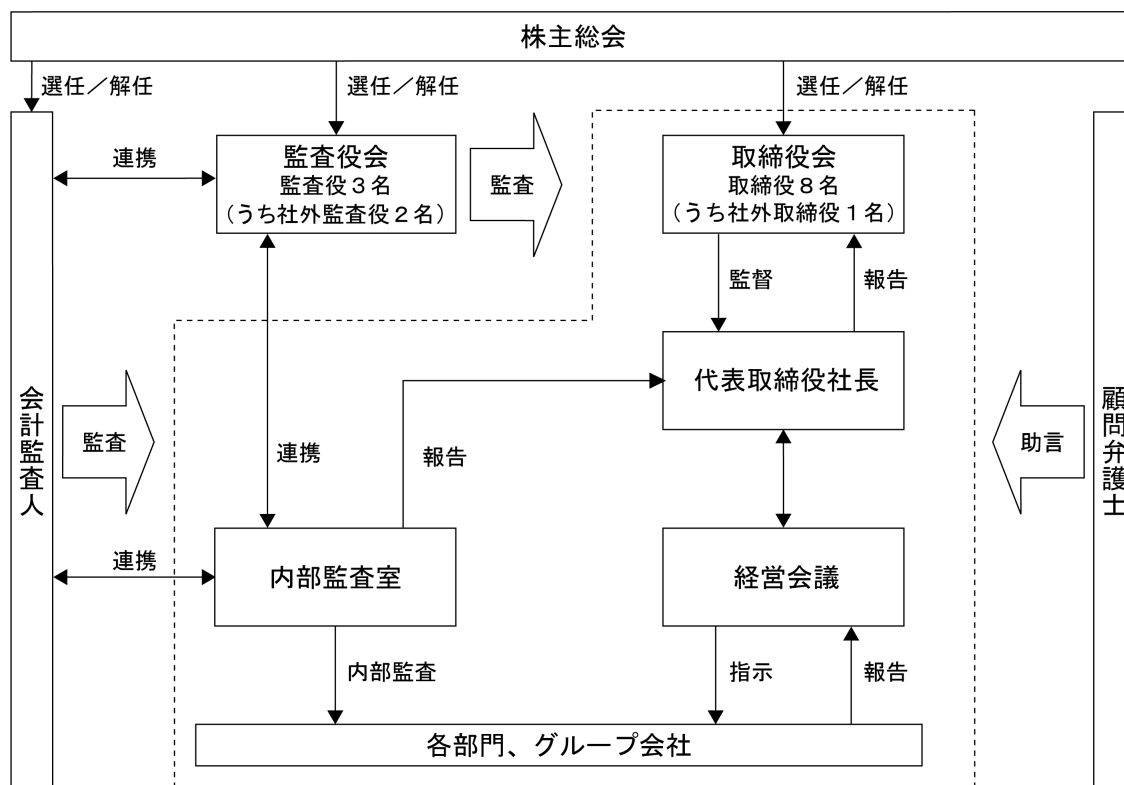 株主総会
選任／解任
選任／解任
選任／解任
連携
監査役会
監査役３名
（うち社外監査役２名）
監査
取締役会
取締役８名
（うち社外取締役１名）
監督
報告
代表取締役社長
会計監査人
監査
連携
報告
助言
顧問弁護士
連携
内部監査室
経営会議
内部監査
指示
報告
各部門、グループ会社